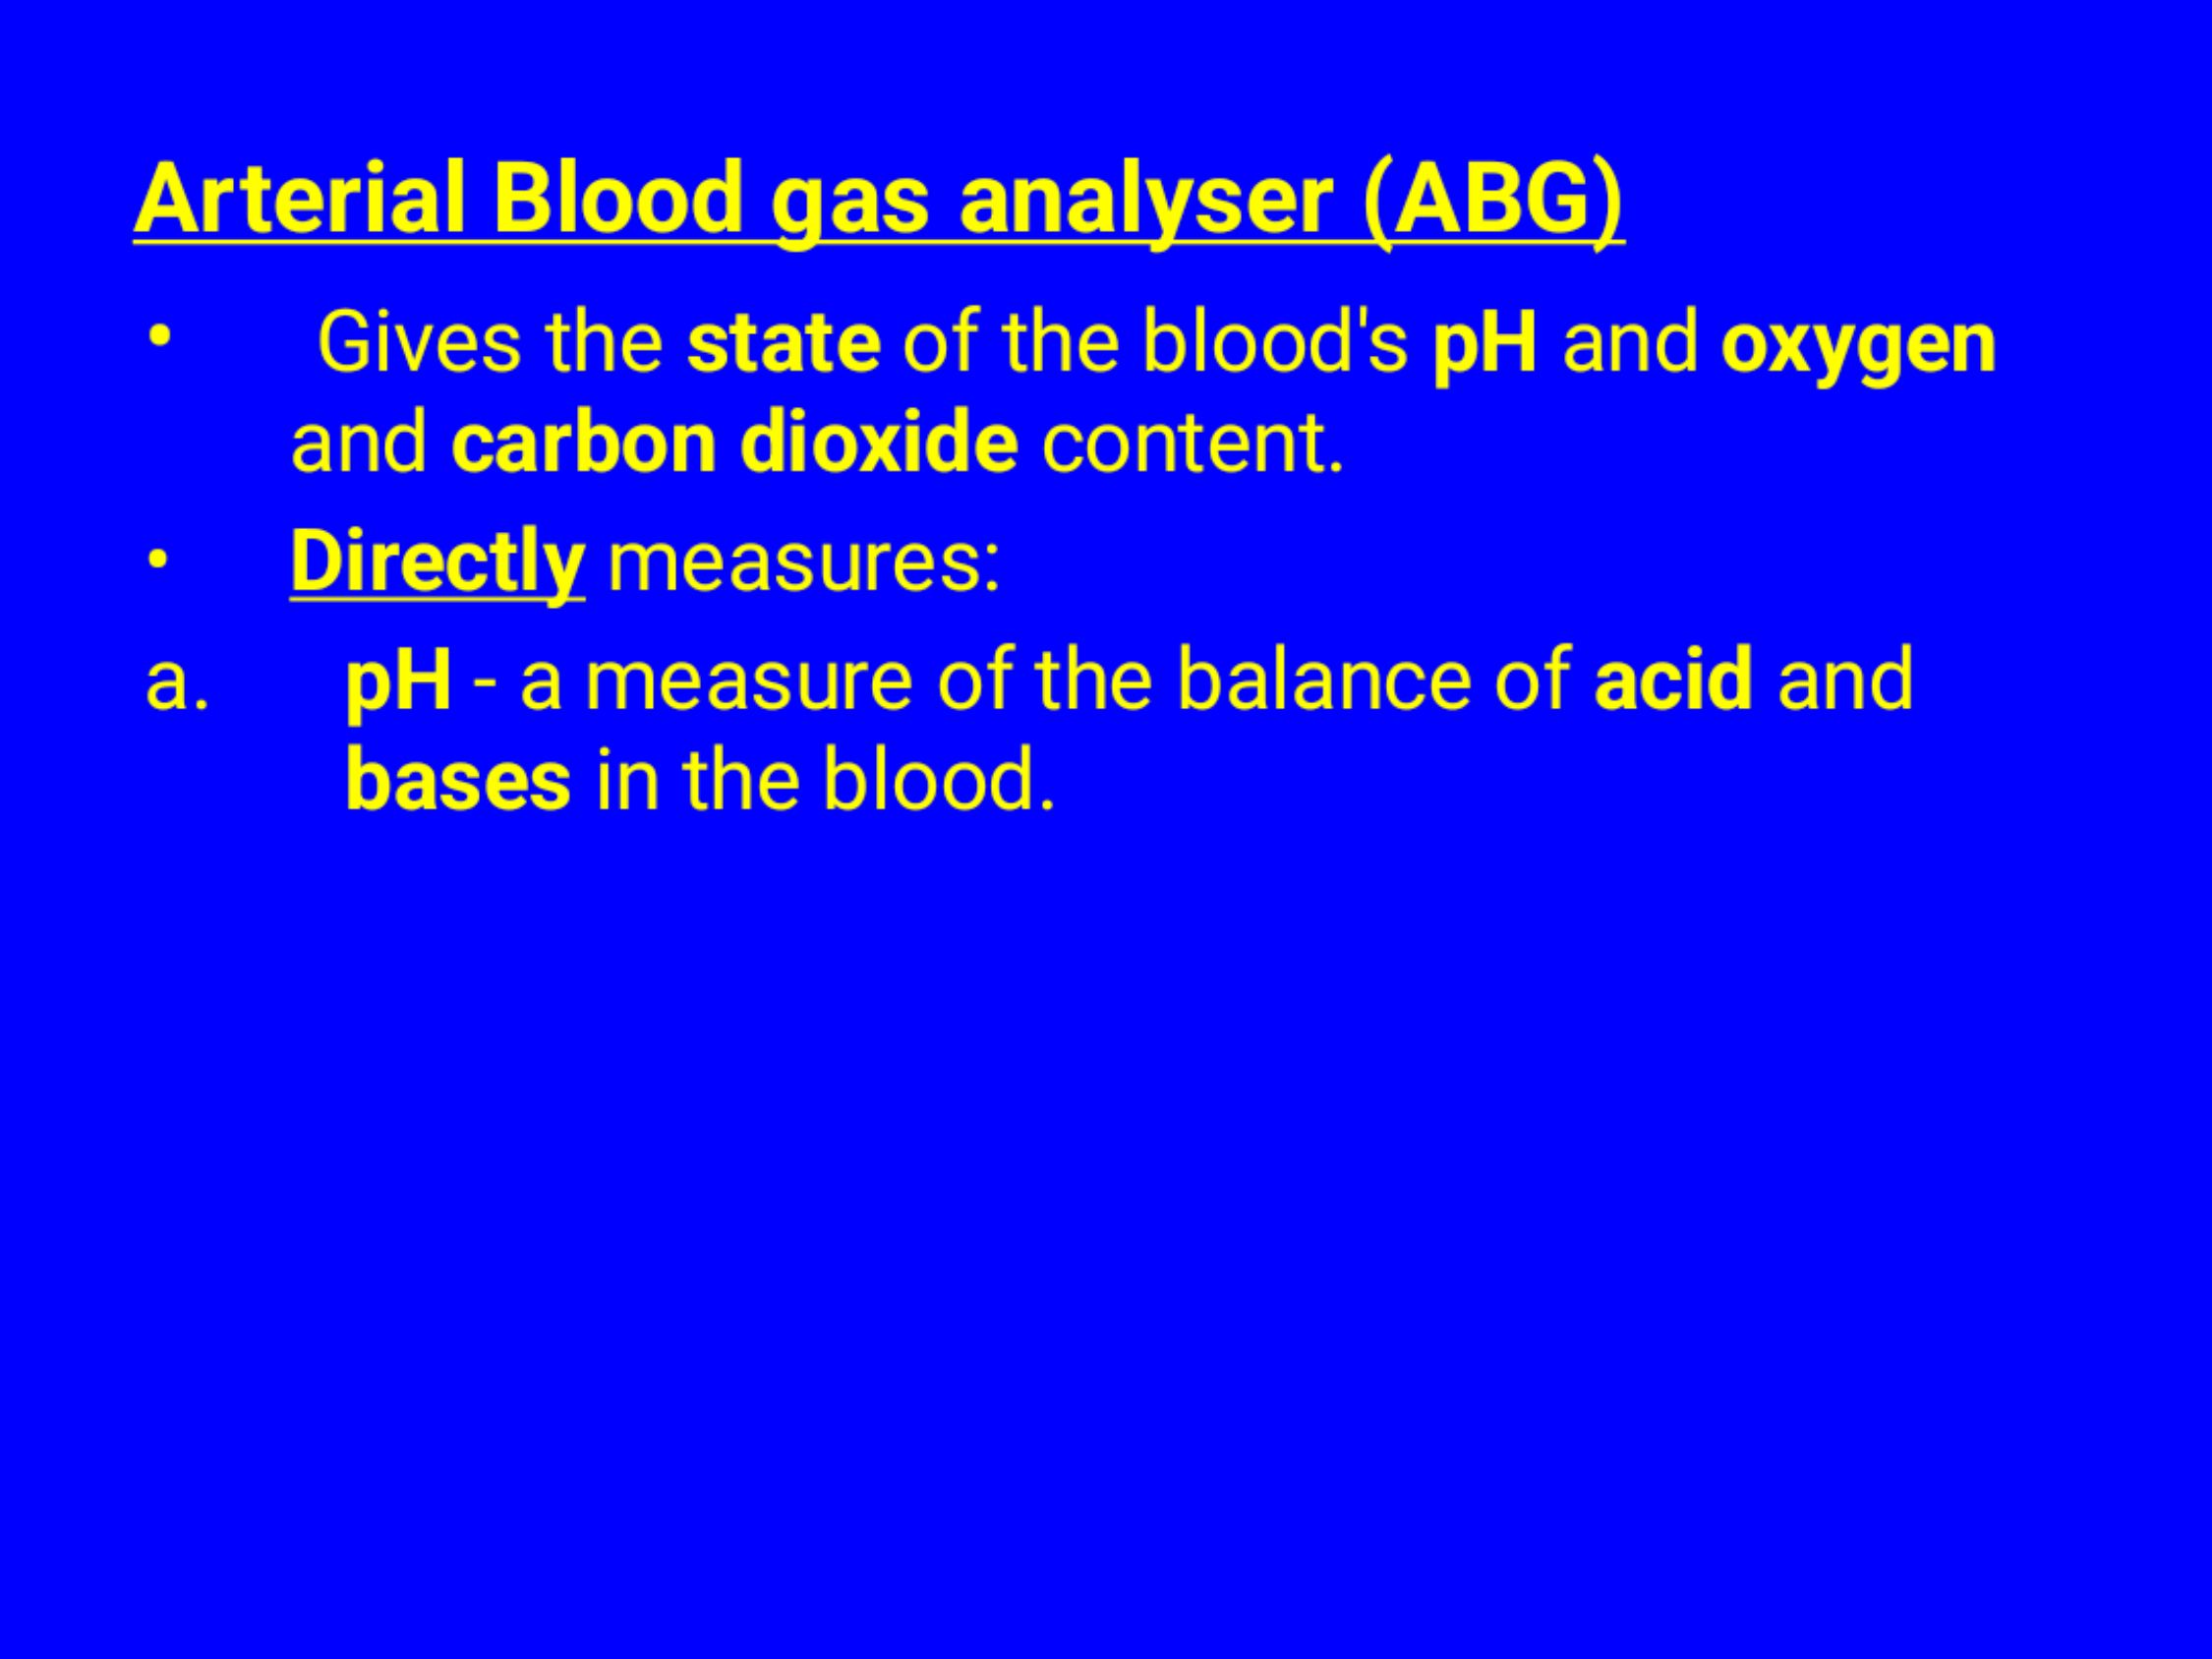 Arterial Blood gas analyser (ABG)
• Gives the state of the blood's pH and oxygen
and carbon dioxide content.
• Directly measures:
a. pH - a measure of the balance of acid and
bases in the blood.